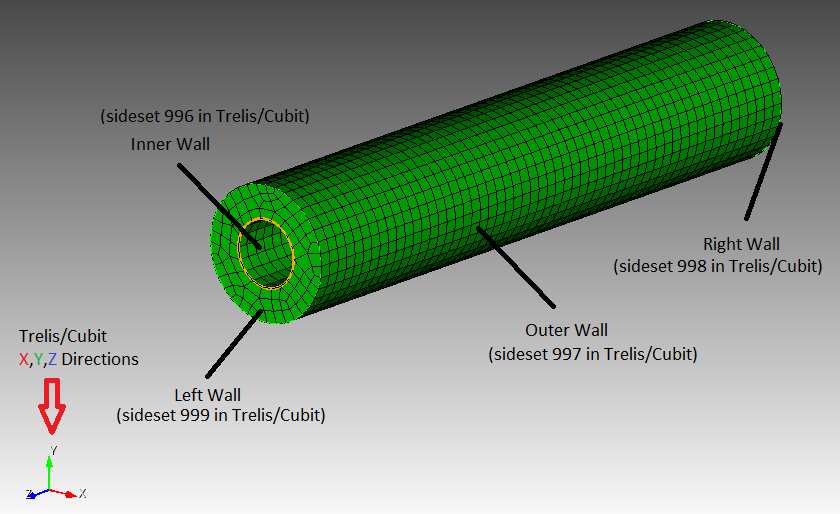 (sideset 996 in Trelis/Cubit)
Inner Wall
Right Wall
(sideset 998 in Trelis/Cubit)
Outer Wall
(sideset 997 in Trelis/Cubit)
Trelis/Cubit
X,Y,Z Directions
Left Wall
(sideset 999 in Trelis/Cubit)
Y
Z
X